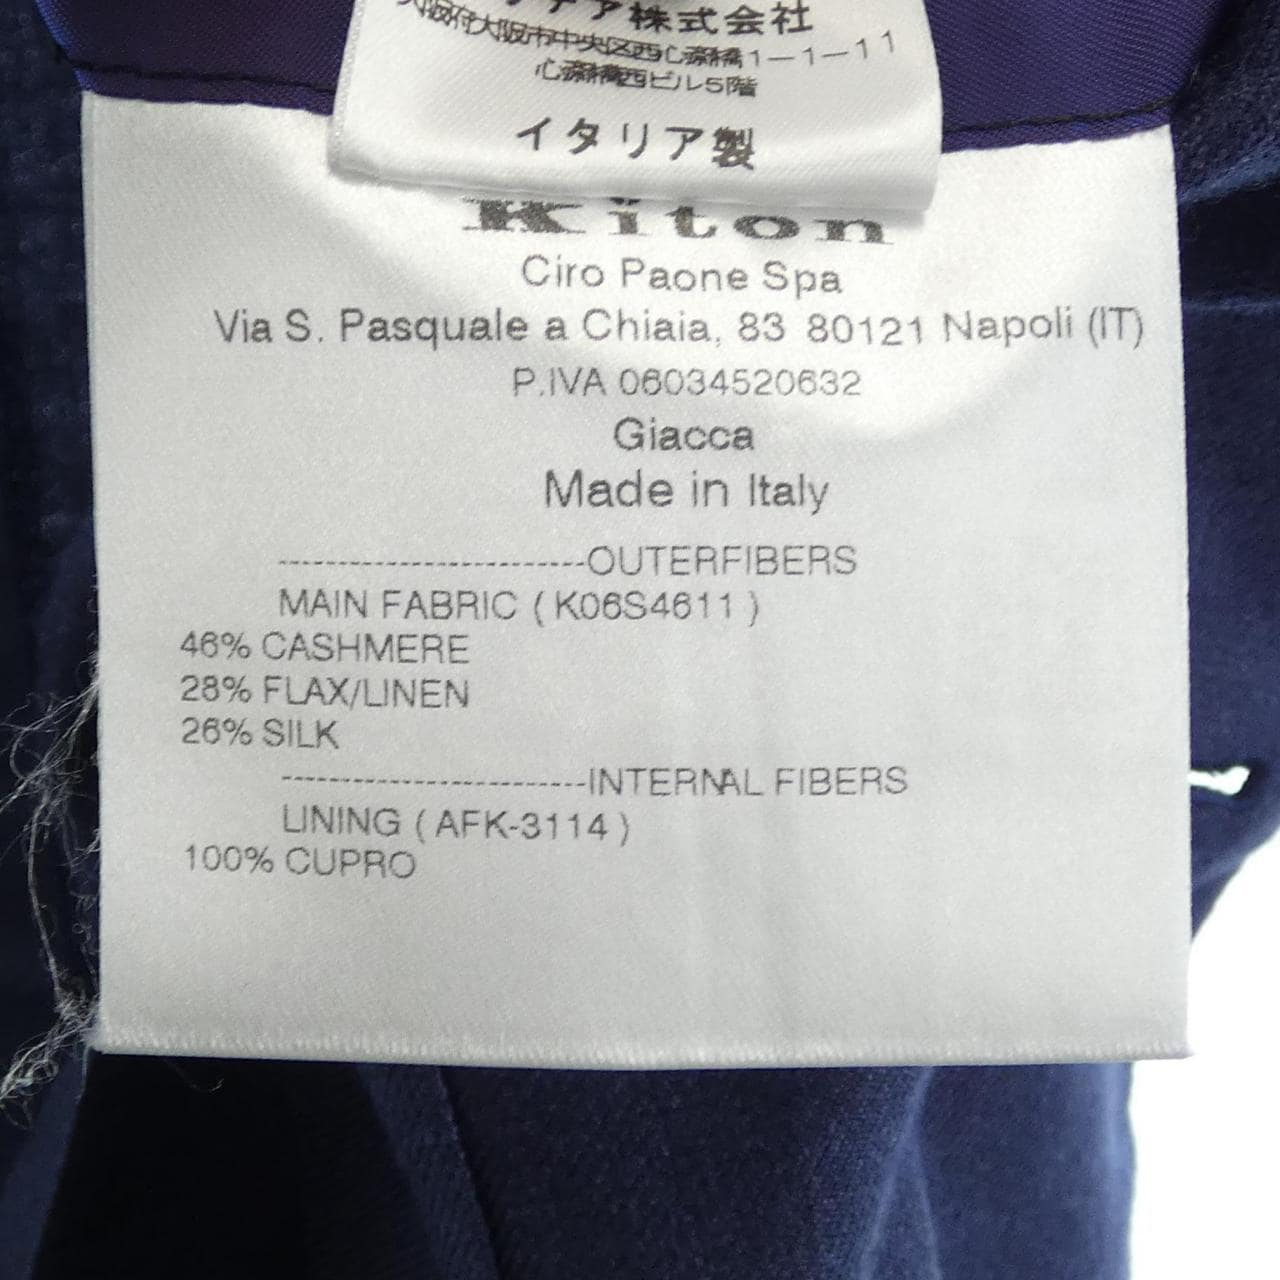 株式会社
大阪府大阪市中央区西心斎橋1-1-11
心斎橋西ビル5階
イタリア製
Kiton
Ciro Paone Spa
Via S. Pasquale a Chiaia, 83 80121 Napoli (IT)
P.IVA 06034520632
Giacca
Made in Italy
-------------------------OUTERFIBERS
MAIN FABRIC ( K06S4611 )
46% CASHMERE
28% FLAX/LINEN
26% SILK
-------------------------INTERNAL FIBERS
LINING ( AFK-3114 )
100% CUPRO